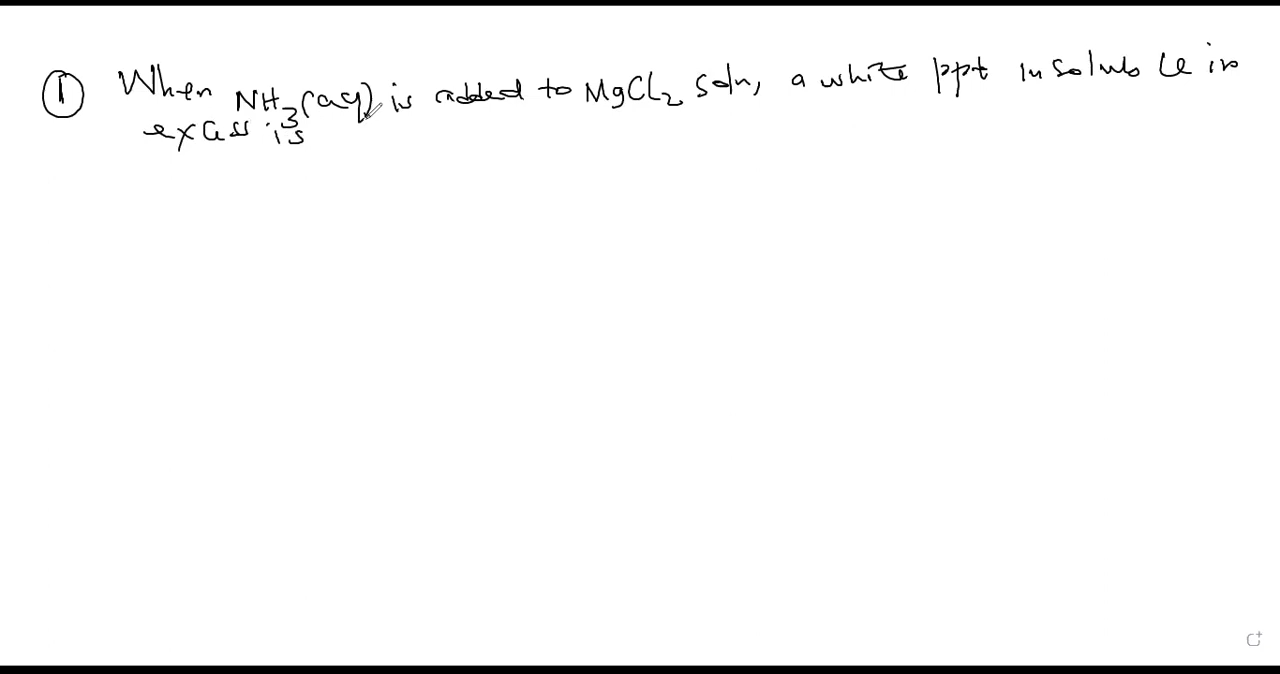 ① When NH₃(aq) is added to MgCl₂ soln, a white ppt insoluble in
excess is